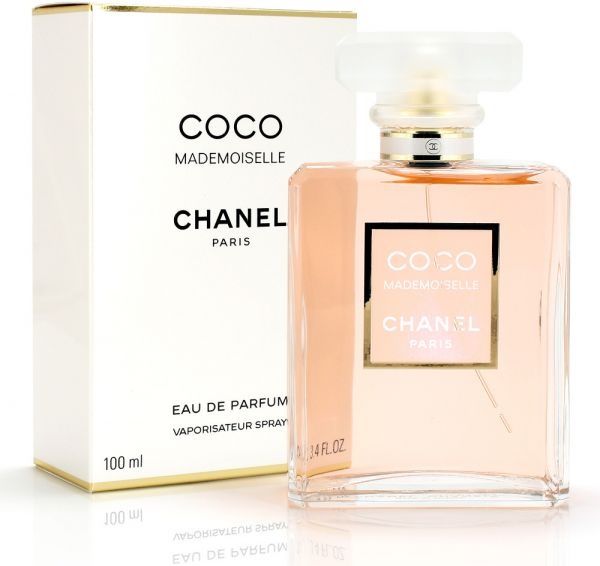 COCO
MADEMOISELLE
CHANEL
PARIS
EAU DE PARFUM
VAPORISATEUR SPRAY
100 ml
COCO
MADEMOISELLE
CHANEL
PARIS
3.4 FL.OZ.